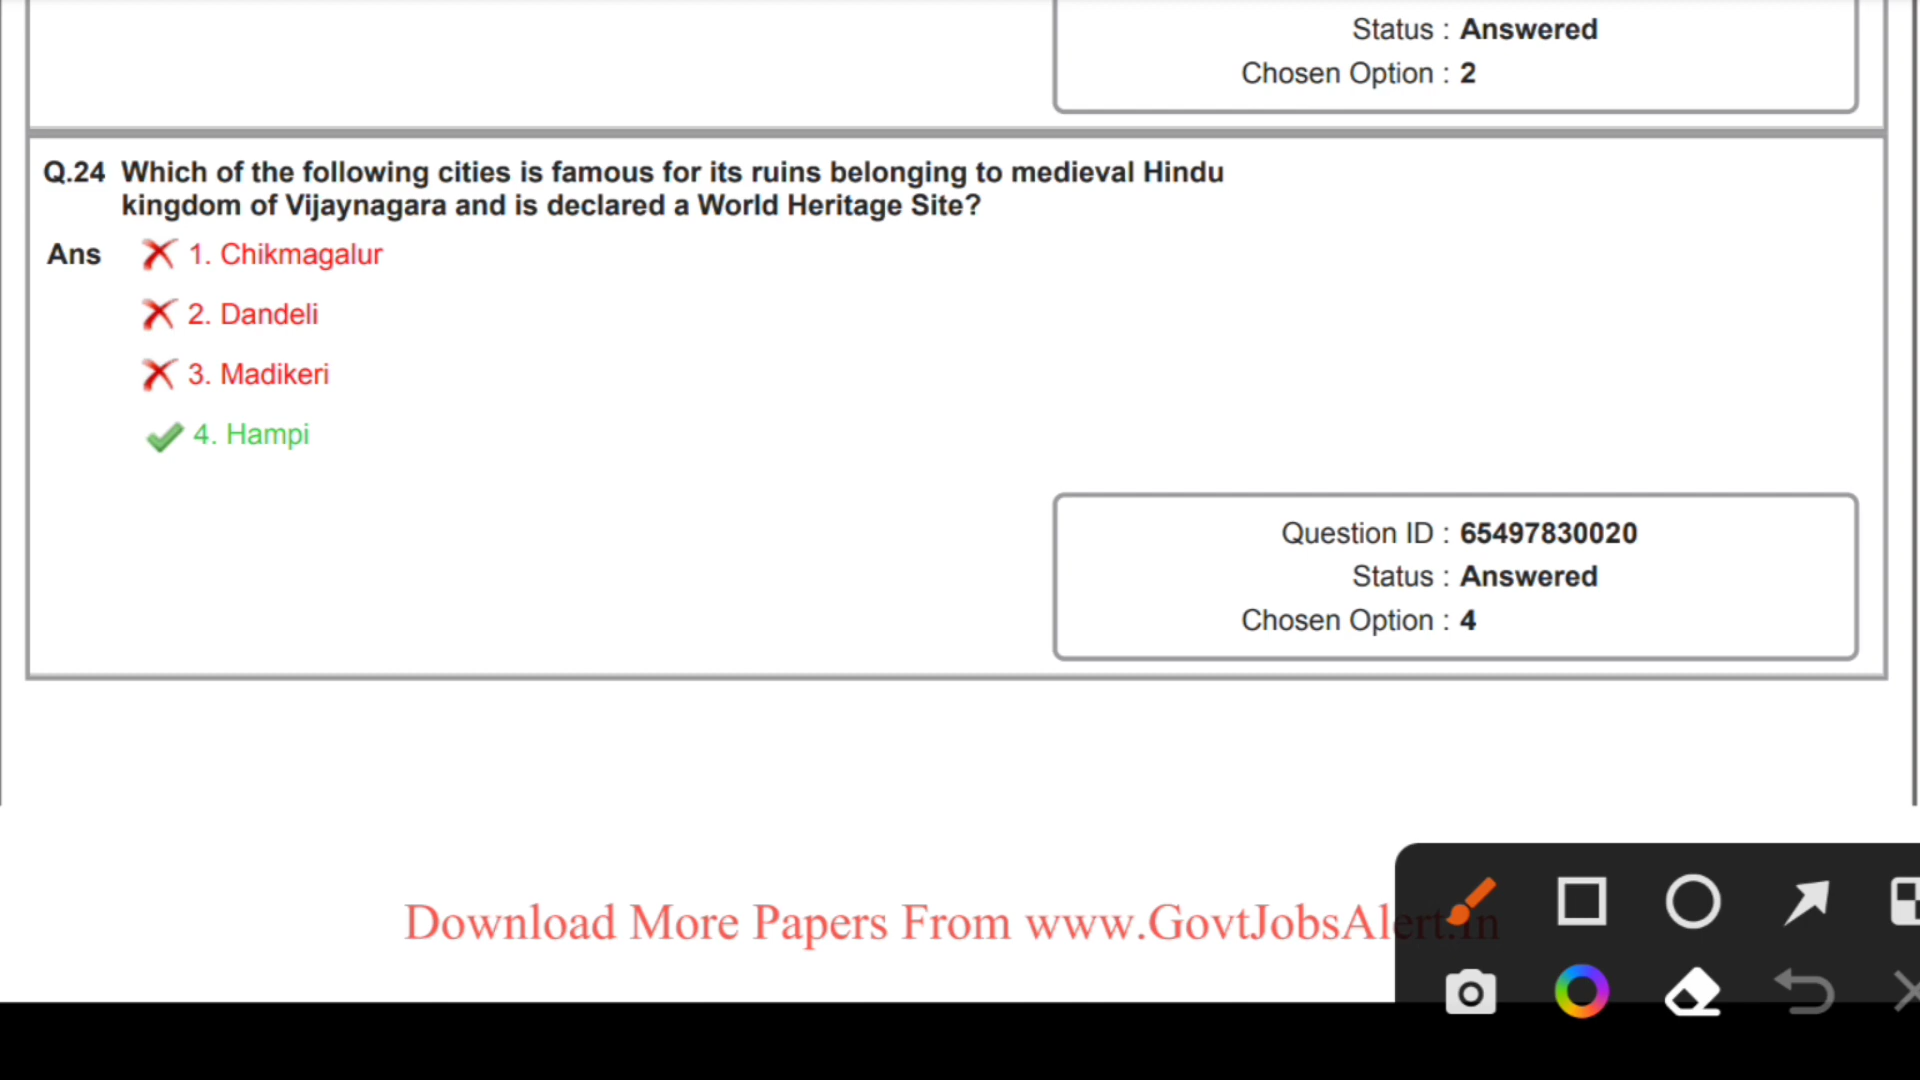 Status : Answered
Chosen Option : 2
Q.24 Which of the following cities is famous for its ruins belonging to medieval Hindu
kingdom of Vijaynagara and is declared a World Heritage Site?
Ans 1. Chikmagalur
2. Dandeli
3. Madikeri
4. Hampi
Question ID : 65497830020
Status : Answered
Chosen Option : 4
Download More Papers From www.GovtJobsAlert.In